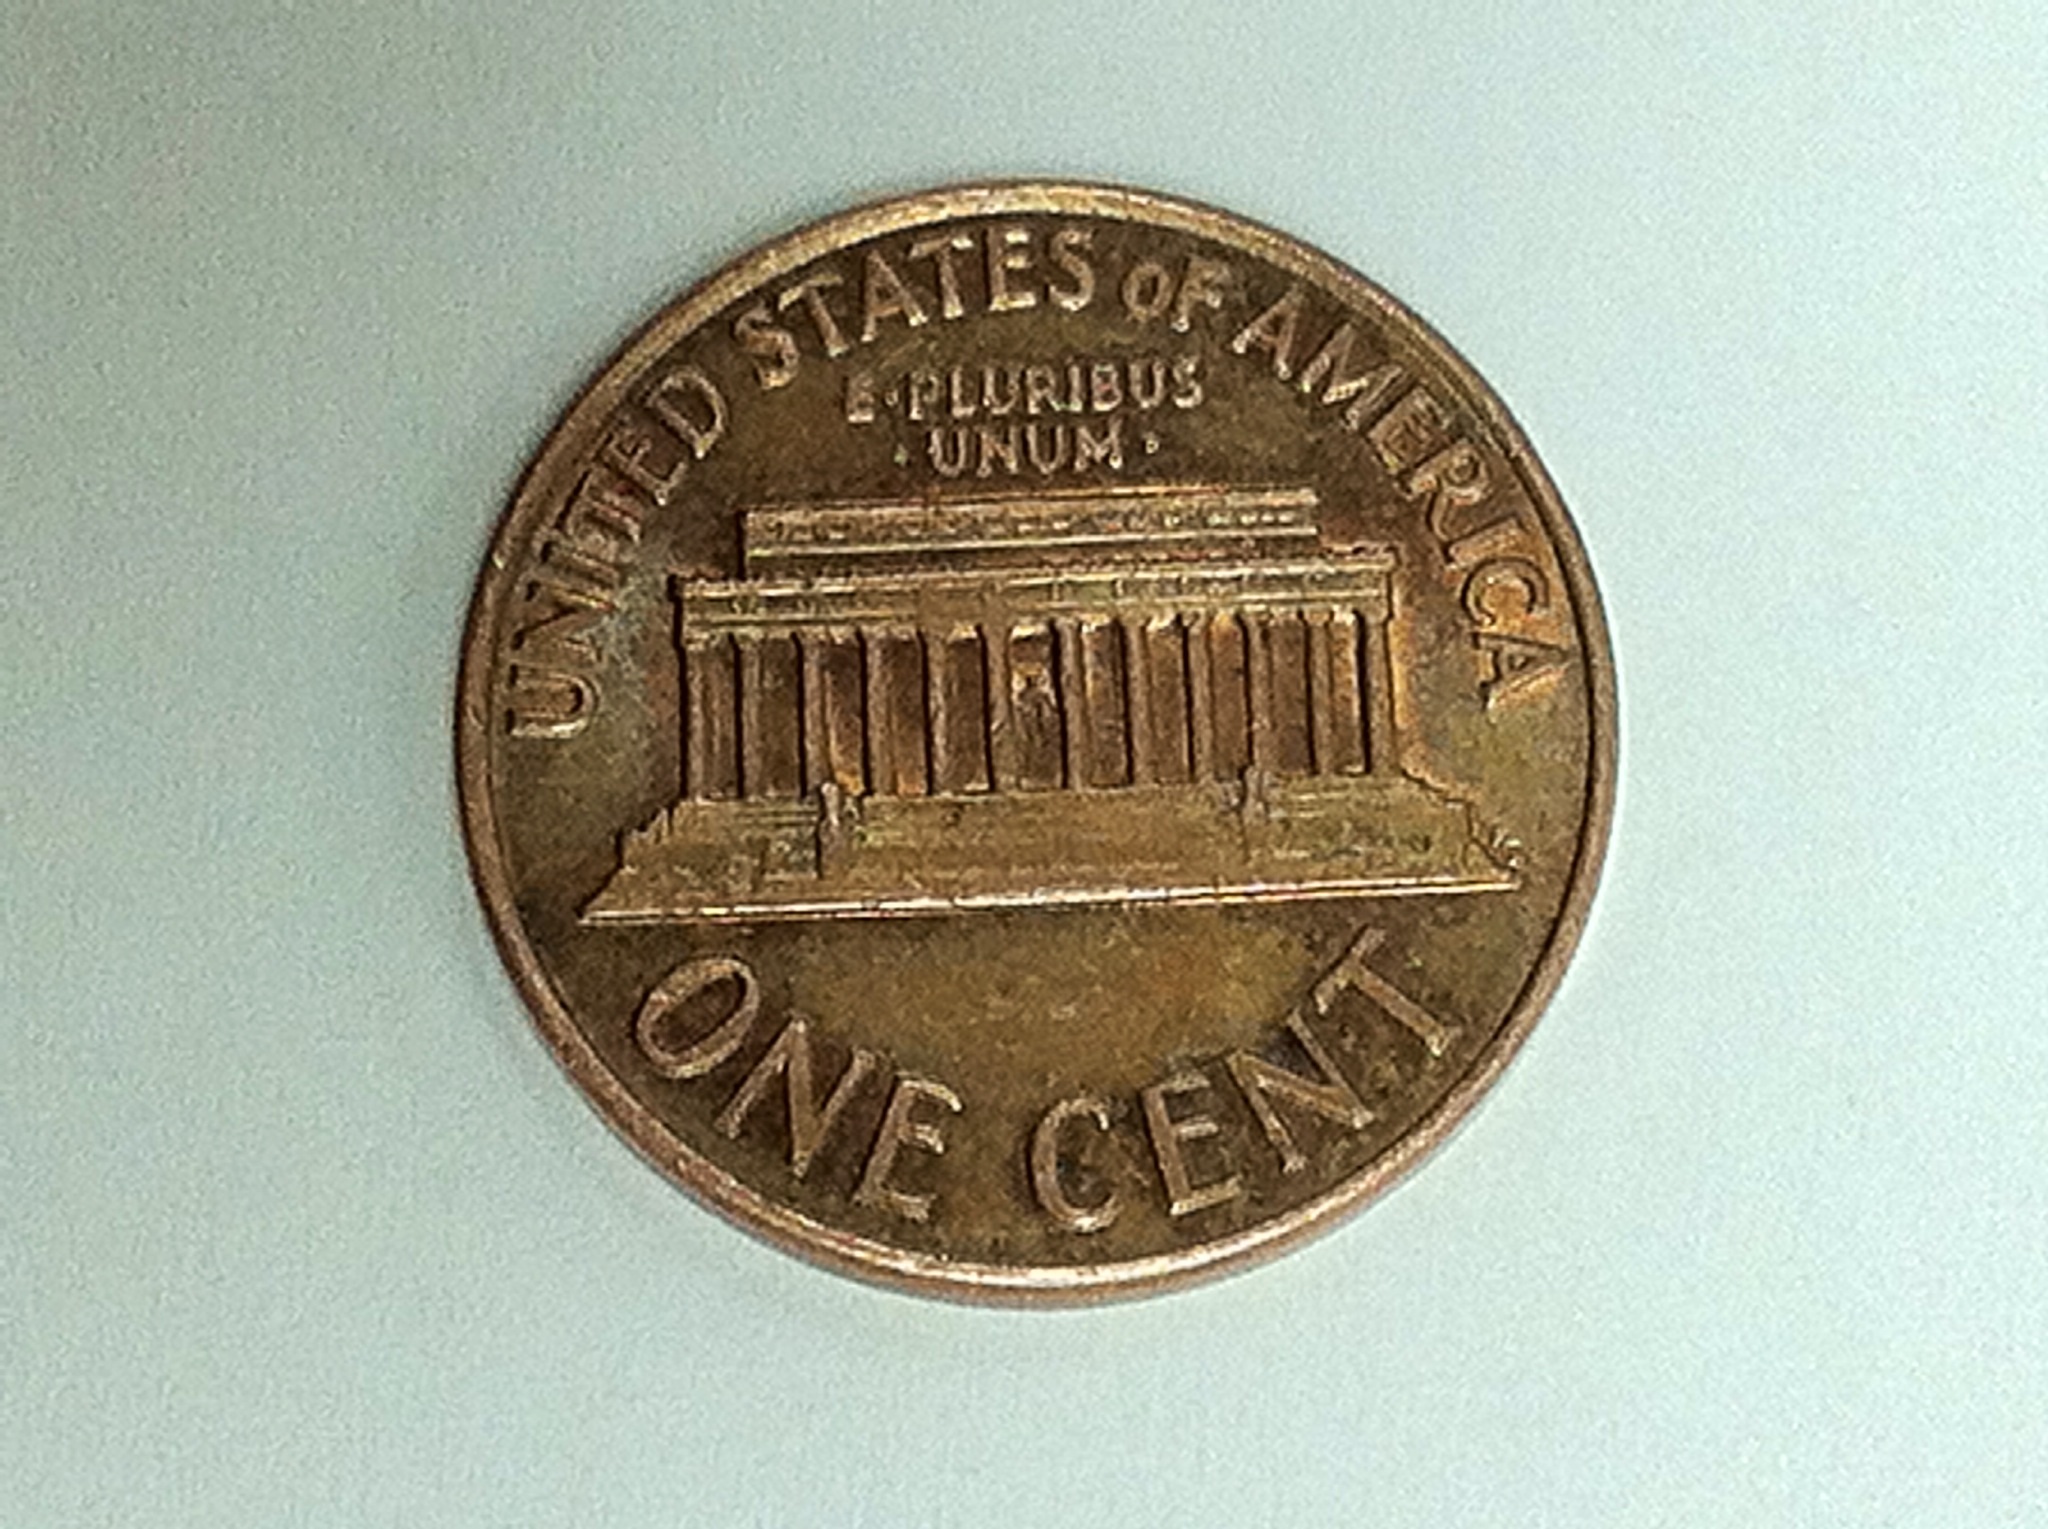 UNITED STATES OF AMERICA
E·PLURIBUS
·UNUM·
ONE CENT